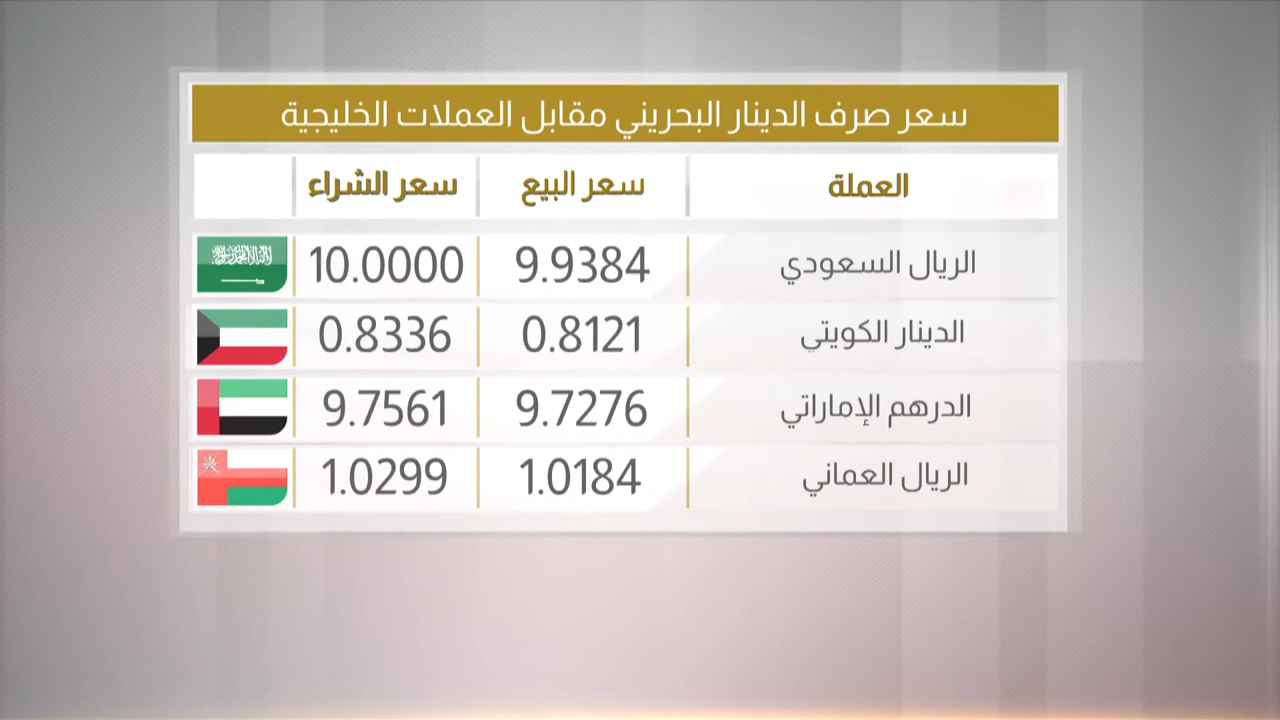 سعر صرف الدينار البحريني مقابل العملات الخليجية
العملة سعر البيع سعر الشراء
الريال السعودي 9.9384 10.0000
الدينار الكويتي 0.8121 0.8336
الدرهم الإماراتي 9.7276 9.7561
الريال العماني 1.0184 1.0299